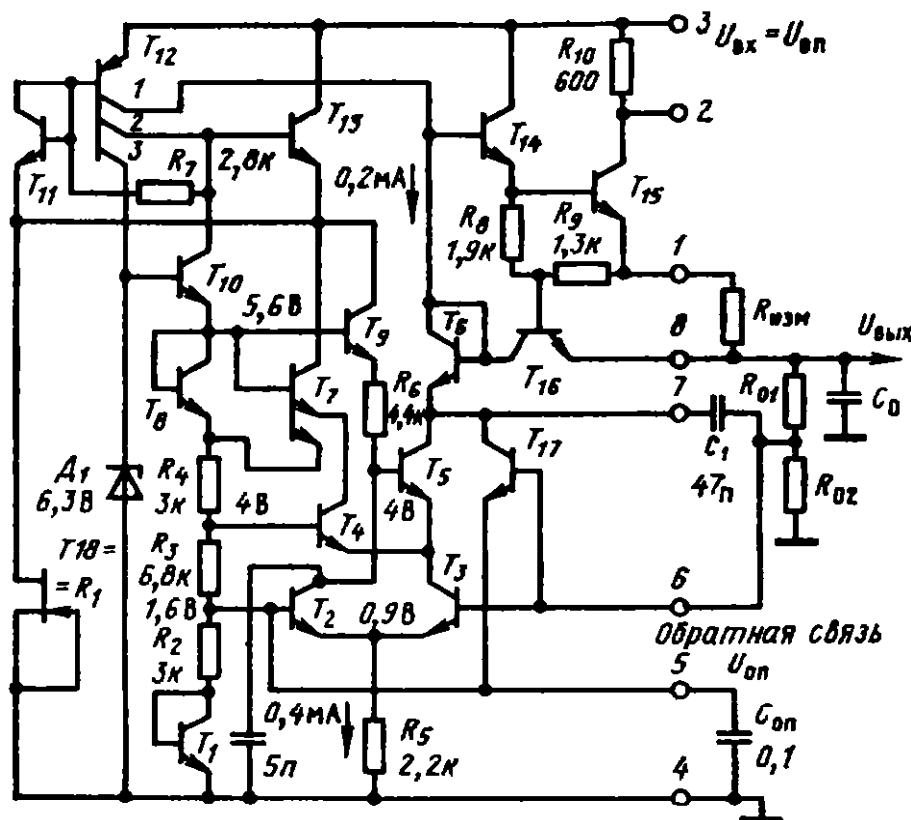 3 Uвх = Uвп
T12
R10
600
1
2
3
T13
2
T14
T15
R7
2,8к
0,2мА
T11
R8
1,9к
R9
1,3к
1
T10
5,6В
Rизм
T9
T6
8
Uвых
T7
R6
4,4к
T16
7
R01
C0
T8
T17
C1
47п
Д1
6,3В
R4
3к
4В
T5
4В
R02
T4
T18=
=R1
R3
6,8к
T3
6
1,6В
T2
0,9В
Обратная связь
R2
3к
5
Uоп
0,4мА
Cоп
0,1
T1
5п
R5
2,2к
4